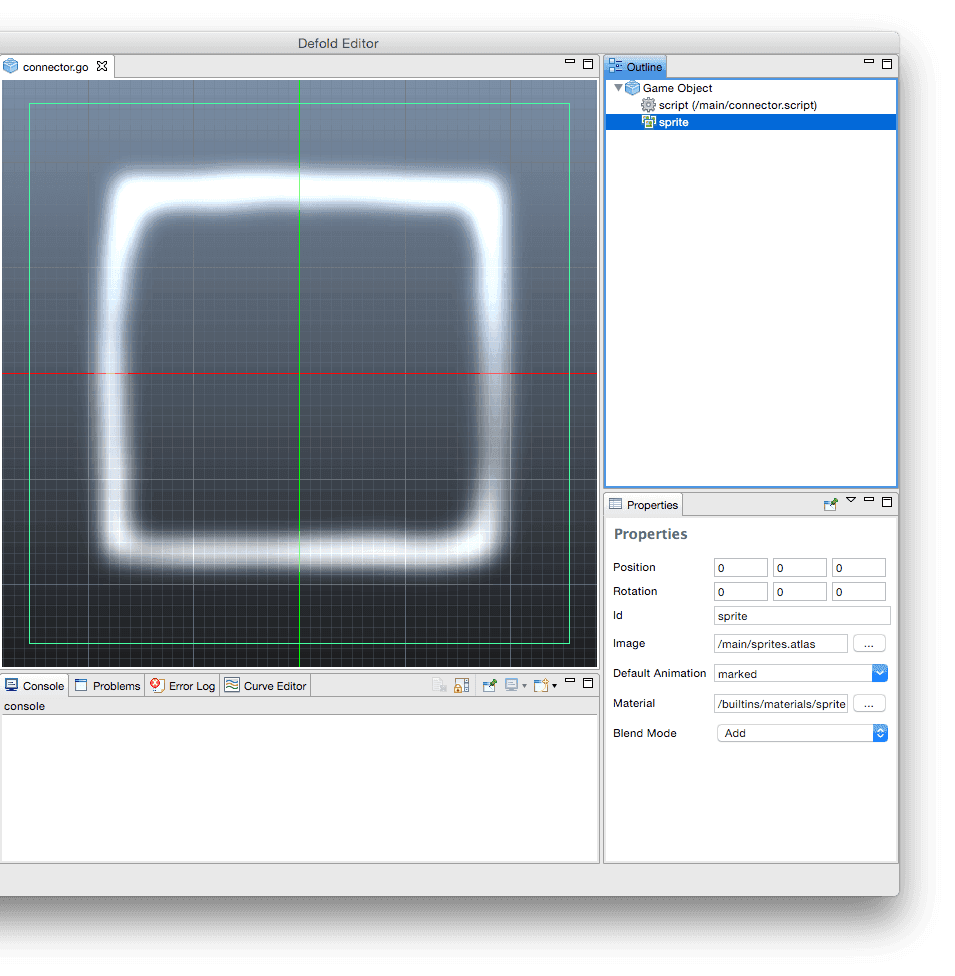 Defold Editor
connector.go
Outline
Game Object
script (/main/connector.script)
sprite
Properties
Properties
Position 0 0 0
Rotation 0 0 0
Id sprite
Image /main/sprites.atlas ...
Default Animation marked
Material /builtins/materials/sprite ...
Blend Mode Add
Console Problems Error Log Curve Editor
console